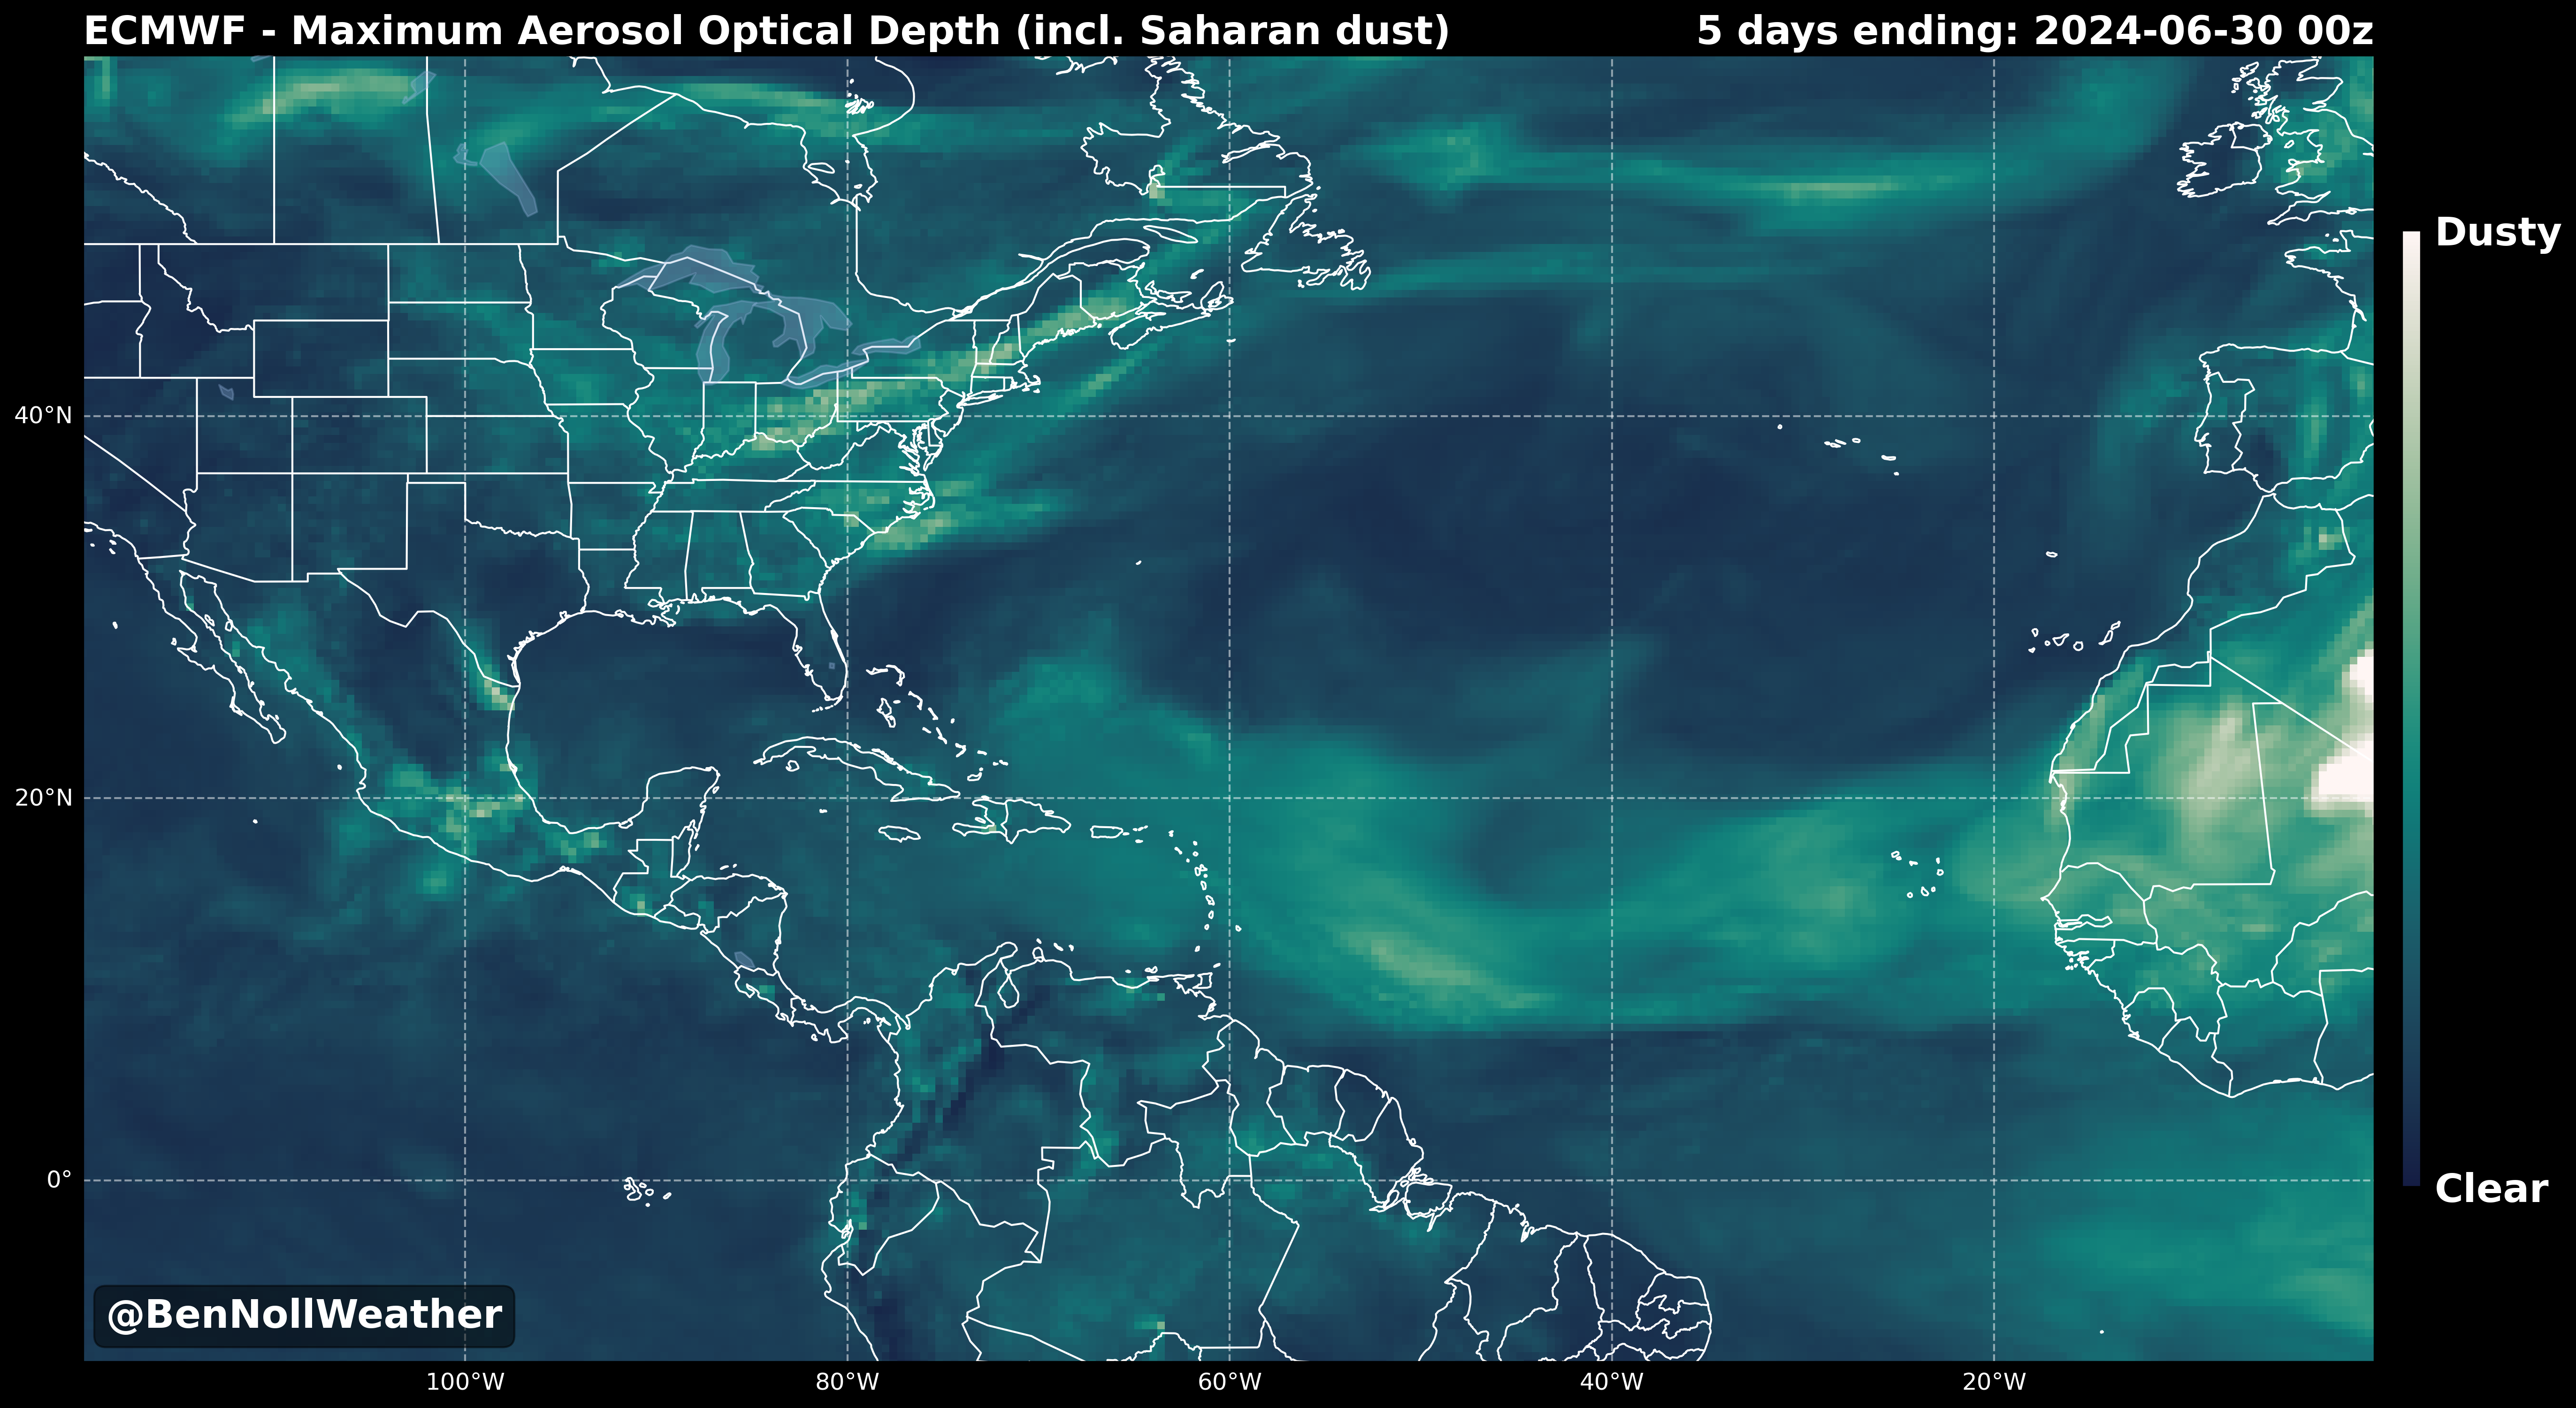 ECMWF - Maximum Aerosol Optical Depth (incl. Saharan dust) 5 days ending: 2024-06-30 00z
Dusty
40°N
20°N
0°
Clear
@BenNollWeather
100°W 80°W 60°W 40°W 20°W